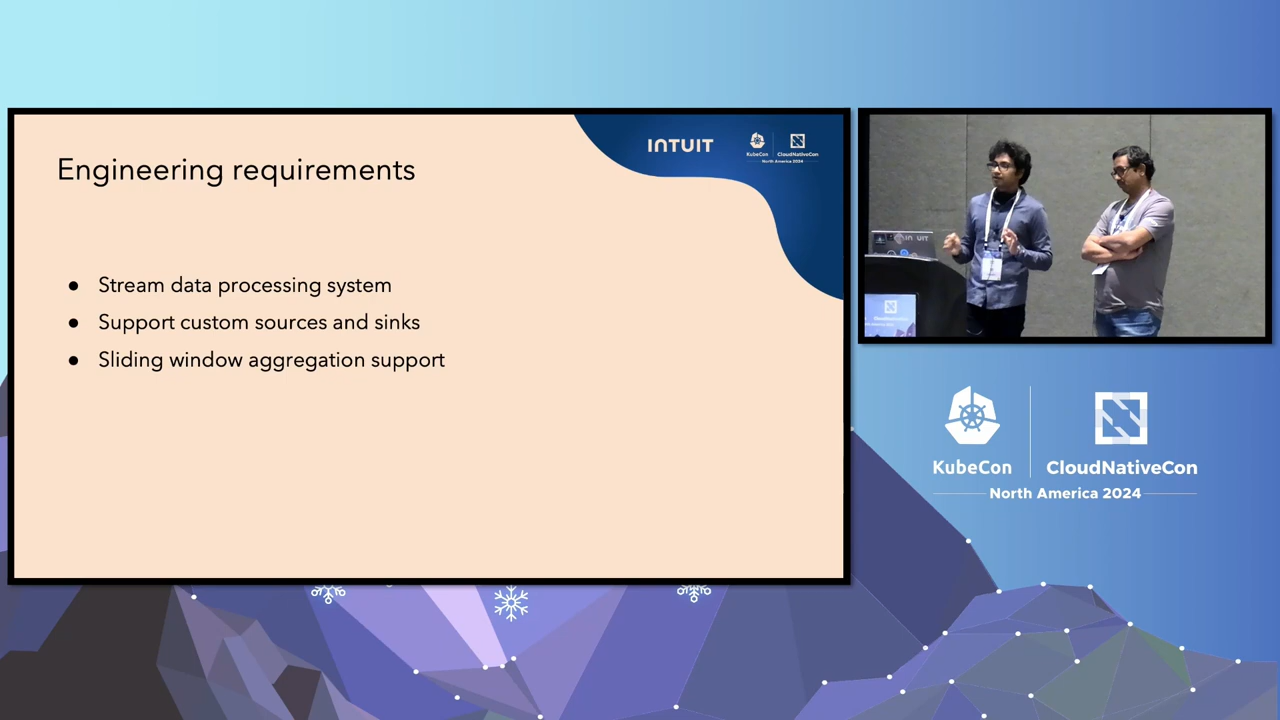 Engineering requirements
INTUIT
KubeCon
CloudNativeCon
North America 2024
● Stream data processing system
● Support custom sources and sinks
● Sliding window aggregation support
INTUIT
KubeCon
CloudNativeCon
North America 2024